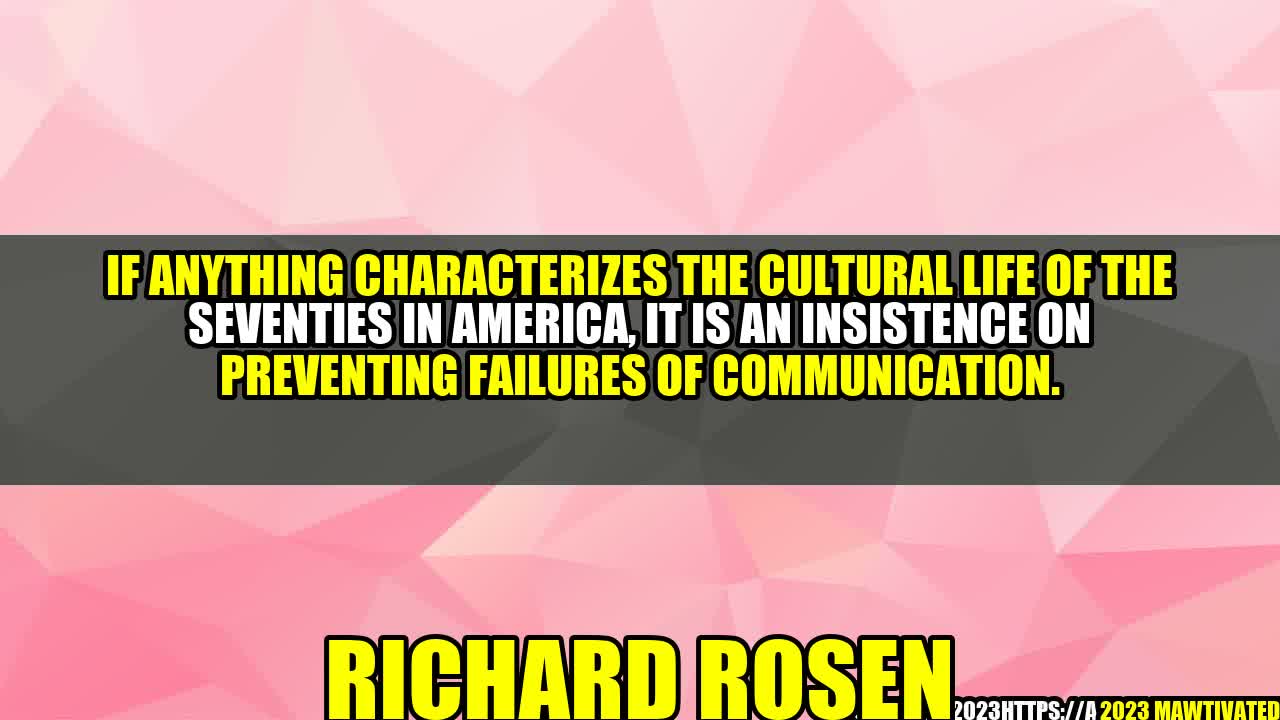 IF ANYTHING CHARACTERIZES THE CULTURAL LIFE OF THE
SEVENTIES IN AMERICA, IT IS AN INSISTENCE ON
PREVENTING FAILURES OF COMMUNICATION.
RICHARD ROSEN
2023HTTPS://A 2023 MAWTIVATED